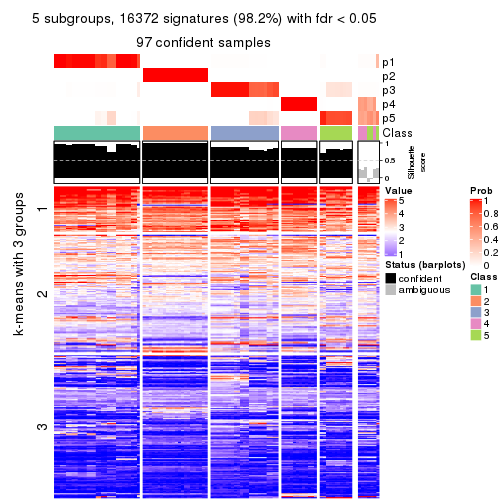 5 subgroups, 16372 signatures (98.2%) with fdr < 0.05
97 confident samples
p1
p2
p3
p4
p5
Class
1
0.5
0
Silhouette
score
k-means with 3 groups
1
2
3
Value
5
4
3
2
1
Status (barplots)
confident
ambiguous
Prob
1
0.8
0.6
0.4
0.2
0
Class
1
2
3
4
5